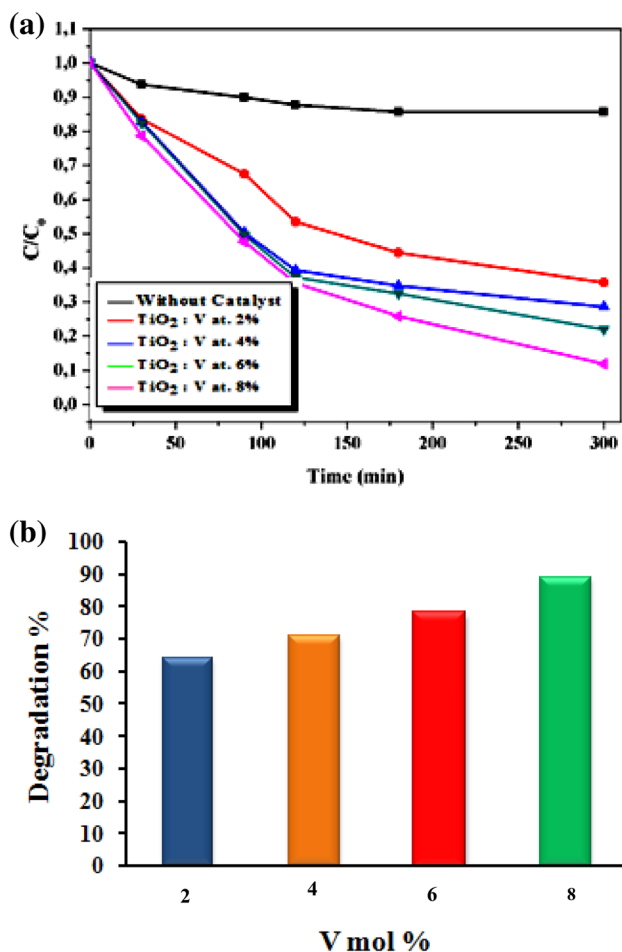 (a)
1,1
1,0
0,9
0,8
0,7
0,6
0,5
0,4
0,3
0,2
0,1
0,0
C/C₀
Without Catalyst
TiO₂ : V at. 2%
TiO₂ : V at. 4%
TiO₂ : V at. 6%
TiO₂ : V at. 8%
0 50 100 150 200 250 300
Time (min)
(b)
100
90
80
70
60
50
40
30
20
10
0
Degradation %
2 4 6 8
V mol %